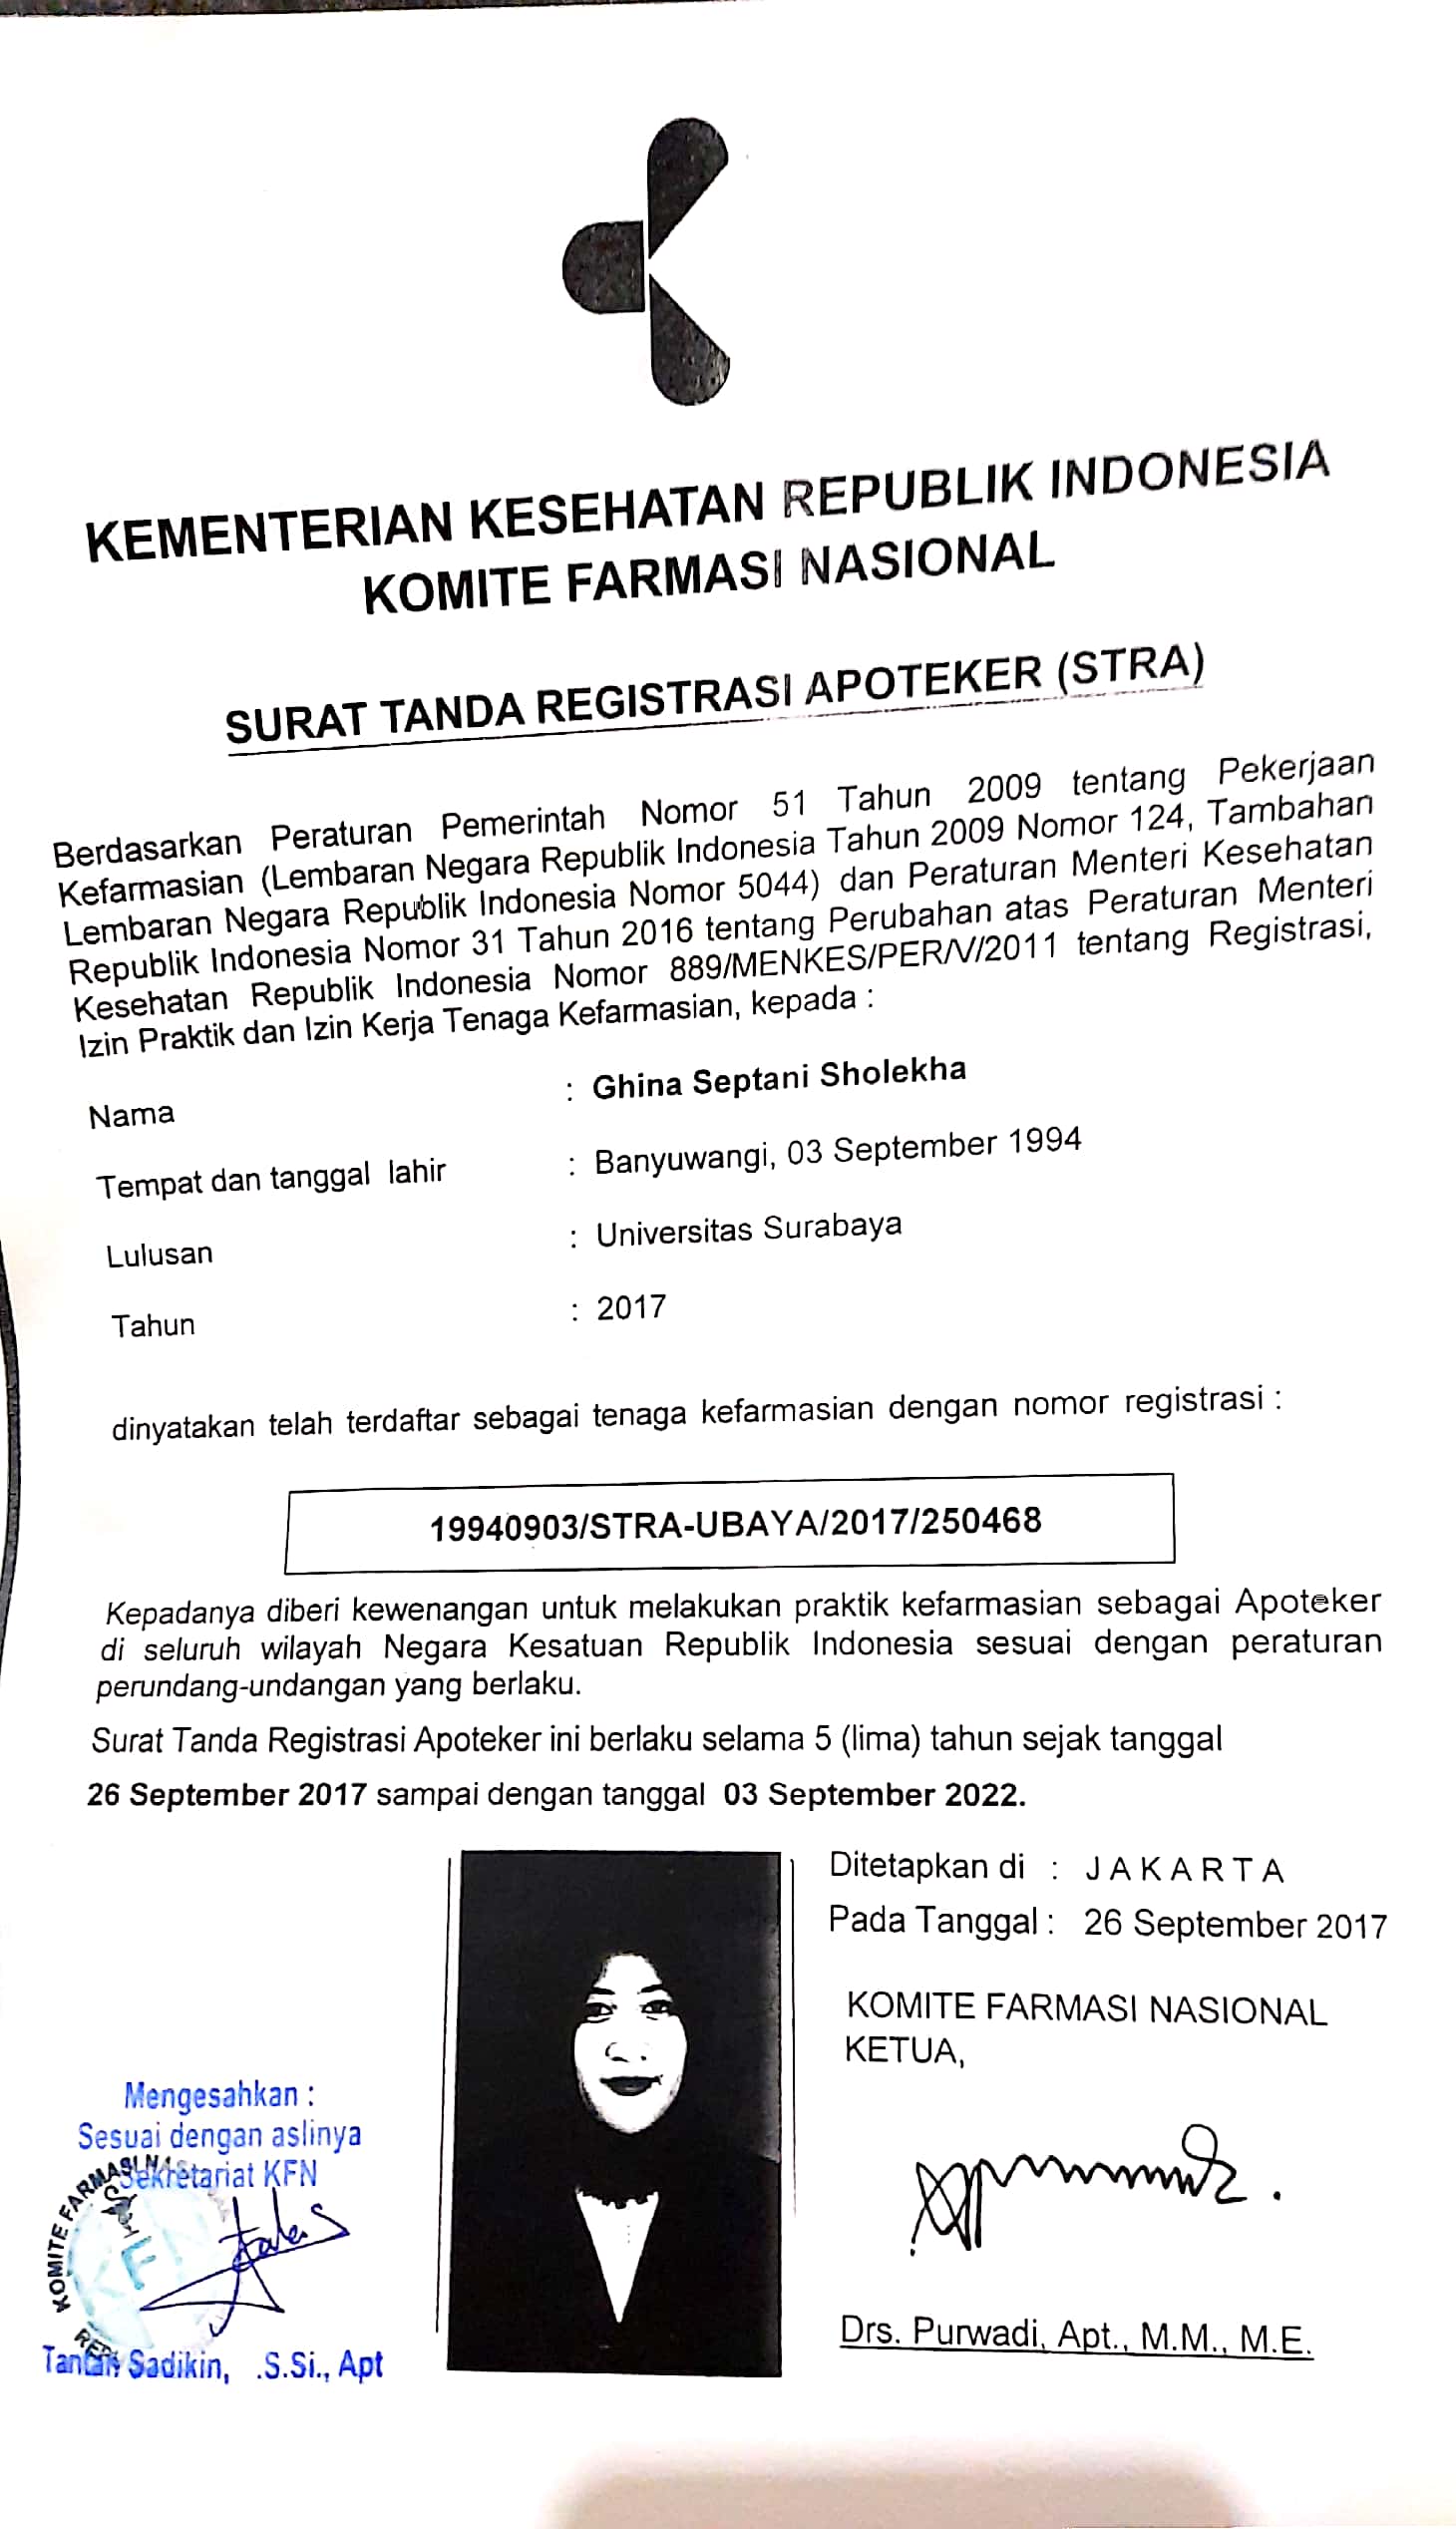 KEMENTERIAN KESEHATAN REPUBLIK INDONESIA
KOMITE FARMASI NASIONAL
SURAT TANDA REGISTRASI APOTEKER (STRA)
Berdasarkan Peraturan Pemerintah Nomor 51 Tahun 2009 tentang Pekerjaan
Kefarmasian (Lembaran Negara Republik Indonesia Tahun 2009 Nomor 124, Tambahan
Lembaran Negara Republik Indonesia Nomor 5044) dan Peraturan Menteri Kesehatan
Republik Indonesia Nomor 31 Tahun 2016 tentang Perubahan atas Peraturan Menteri
Kesehatan Republik Indonesia Nomor 889/MENKES/PER/V/2011 tentang Registrasi,
Izin Praktik dan Izin Kerja Tenaga Kefarmasian, kepada :
Nama : Ghina Septani Sholekha
Tempat dan tanggal lahir : Banyuwangi, 03 September 1994
Lulusan : Universitas Surabaya
Tahun : 2017
dinyatakan telah terdaftar sebagai tenaga kefarmasian dengan nomor registrasi :
19940903/STRA-UBAYA/2017/250468
Kepadanya diberi kewenangan untuk melakukan praktik kefarmasian sebagai Apoteker
di seluruh wilayah Negara Kesatuan Republik Indonesia sesuai dengan peraturan
perundang-undangan yang berlaku.
Surat Tanda Registrasi Apoteker ini berlaku selama 5 (lima) tahun sejak tanggal
26 September 2017 sampai dengan tanggal 03 September 2022.
Ditetapkan di : JAKARTA
Pada Tanggal : 26 September 2017
KOMITE FARMASI NASIONAL
KETUA,
Drs. Purwadi, Apt., M.M., M.E.
Mengesahkan :
Sesuai dengan aslinya
Sekretariat KFN
KOMITE FARMASI
Sadikin, .S.Si., Apt